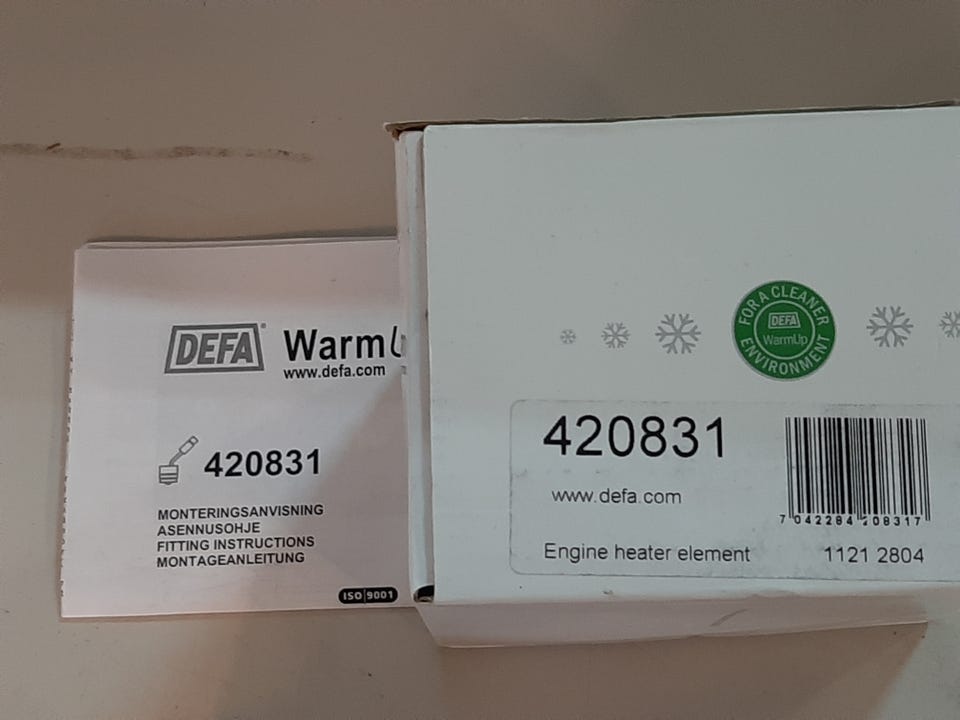 DEFA
Warm
www.defa.com
420831
MONTERINGSANVISNING
ASENNUSOHJE
FITTING INSTRUCTIONS
MONTAGEANLEITUNG
ISO 9001
FOR A CLEANER
DEFA
WarmUp
ENVIRONMENT
420831
www.defa.com
7 042284 208317
Engine heater element 1121 2804